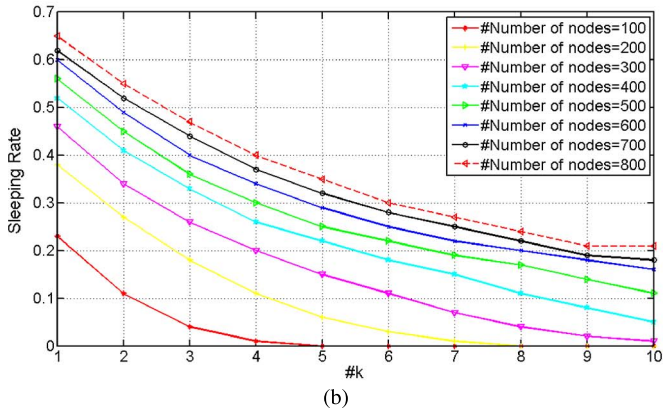 0.7
0.6
0.5
0.4
0.3
0.2
0.1
0
Sleeping Rate
#Number of nodes=100
#Number of nodes=200
#Number of nodes=300
#Number of nodes=400
#Number of nodes=500
#Number of nodes=600
#Number of nodes=700
#Number of nodes=800
1 2 3 4 5 6 7 8 9 10
#k
(b)